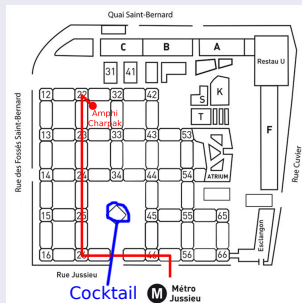 Quai Saint-Bernard
C
B
A
Restau U
31
41
K
S
T
F
12
22
32
42
Amphi
Charpak
Rue des Fossés Saint-Bernard
Rue Cuvier
13
23
33
43
53
ATRIUM
14
24
34
44
15
25
45
55
65
Esclangon
16
26
46
56
66
Rue Jussieu
Cocktail
M
Métro
Jussieu